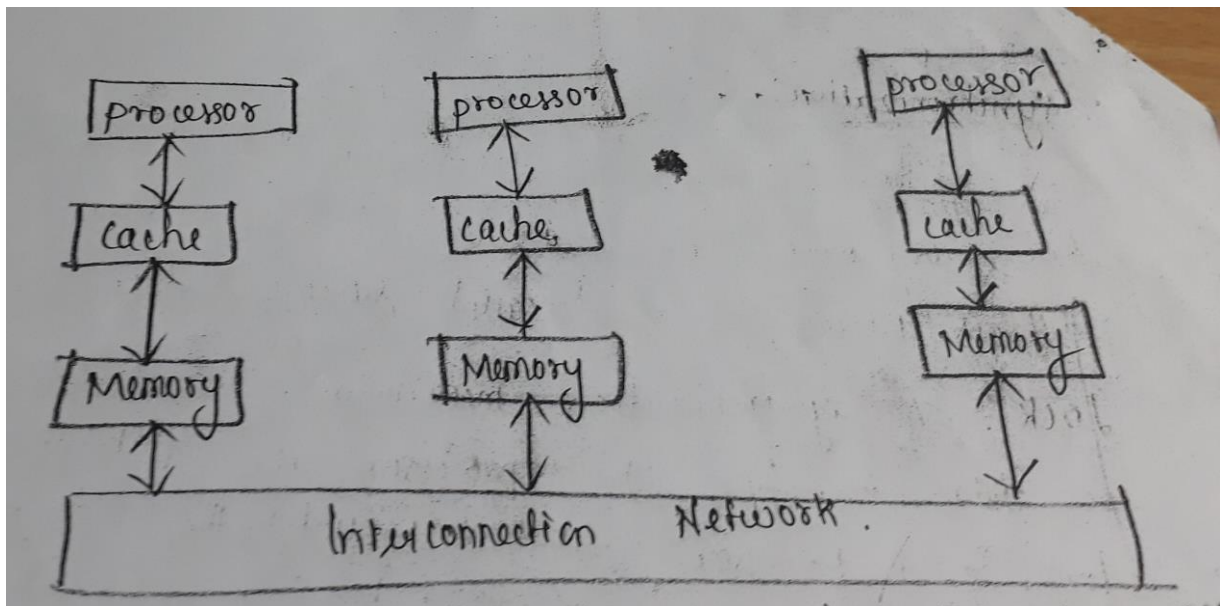 processor processor ...... processor.
Cache cache, cache
Memory Memory Memory
Interconnection Network.